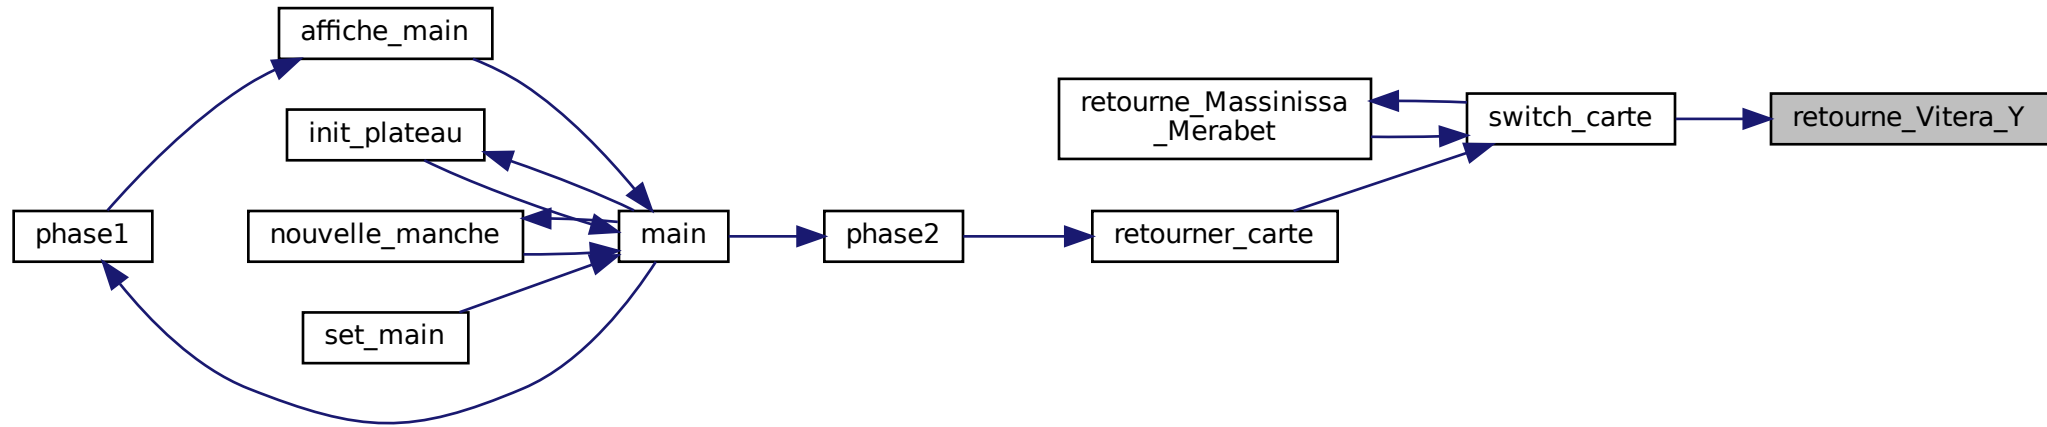 affiche_main
init_plateau
retourne_Massinissa
_Merabet
switch_carte
retourne_Vitera_Y
phase1
nouvelle_manche
main
phase2
retourner_carte
set_main